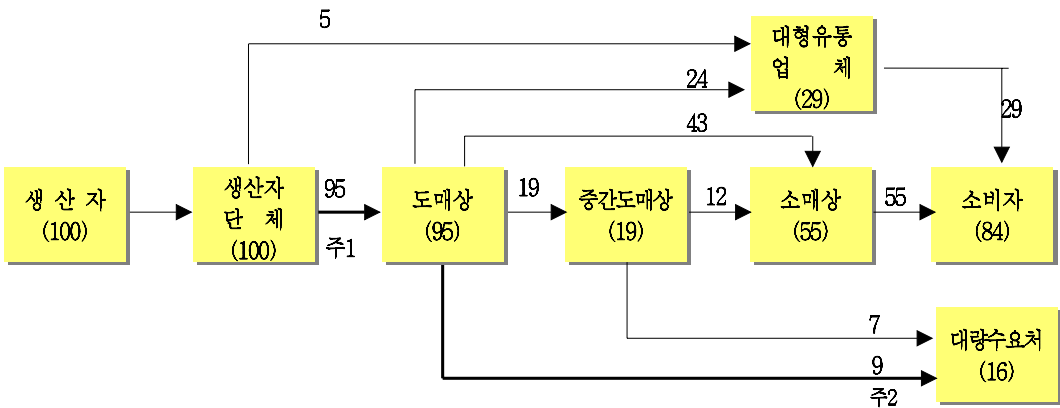 5
대형유통
업 체
(29)
24
43
29
생 산 자
(100)
생산자
단 체
(100)
95
주1
도매상
(95)
19
중간도매상
(19)
12
소매상
(55)
55
소비자
(84)
7
대량수요처
(16)
9
주2